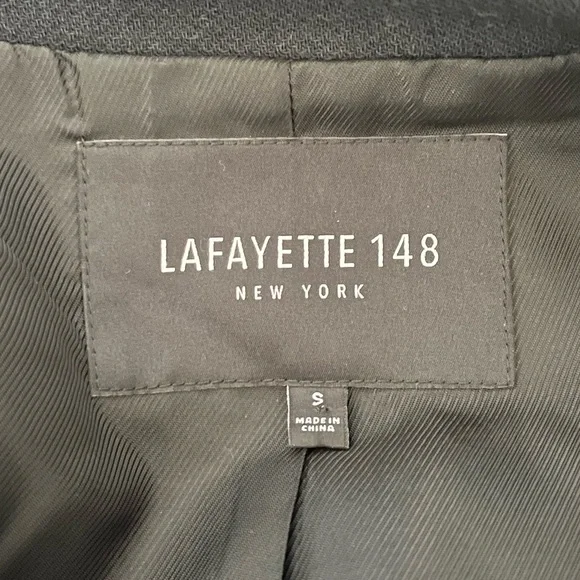 LAFAYETTE 148
NEW YORK
S
MADE IN
CHINA